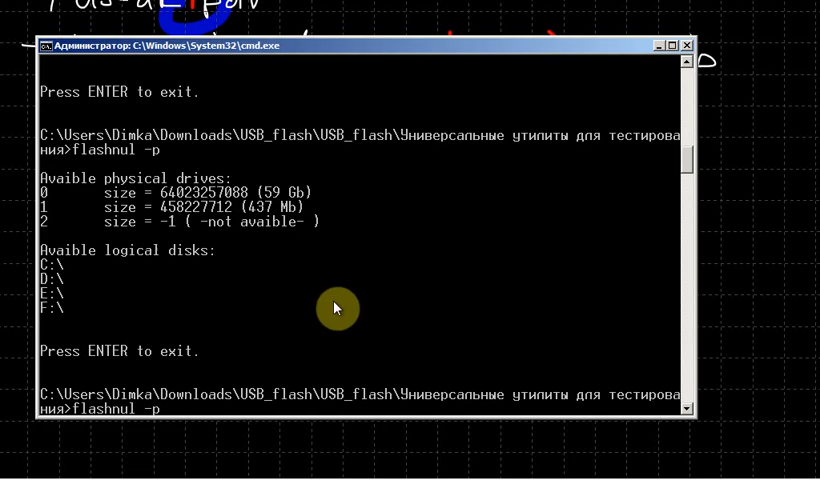 Администратор: C:\Windows\System32\cmd.exe
Press ENTER to exit.
C:\Users\Dimka\Downloads\USB_flash\USB_flash\Универсальные утилиты для тестирова
ния>flashnul -p
Avaible physical drives:
0 size = 64023257088 (59 Gb)
1 size = 458227712 (437 Mb)
2 size = -1 ( -not avaible- )
Avaible logical disks:
C:\
D:\
E:\
F:\
Press ENTER to exit.
C:\Users\Dimka\Downloads\USB_flash\USB_flash\Универсальные утилиты для тестирова
ния>flashnul -p